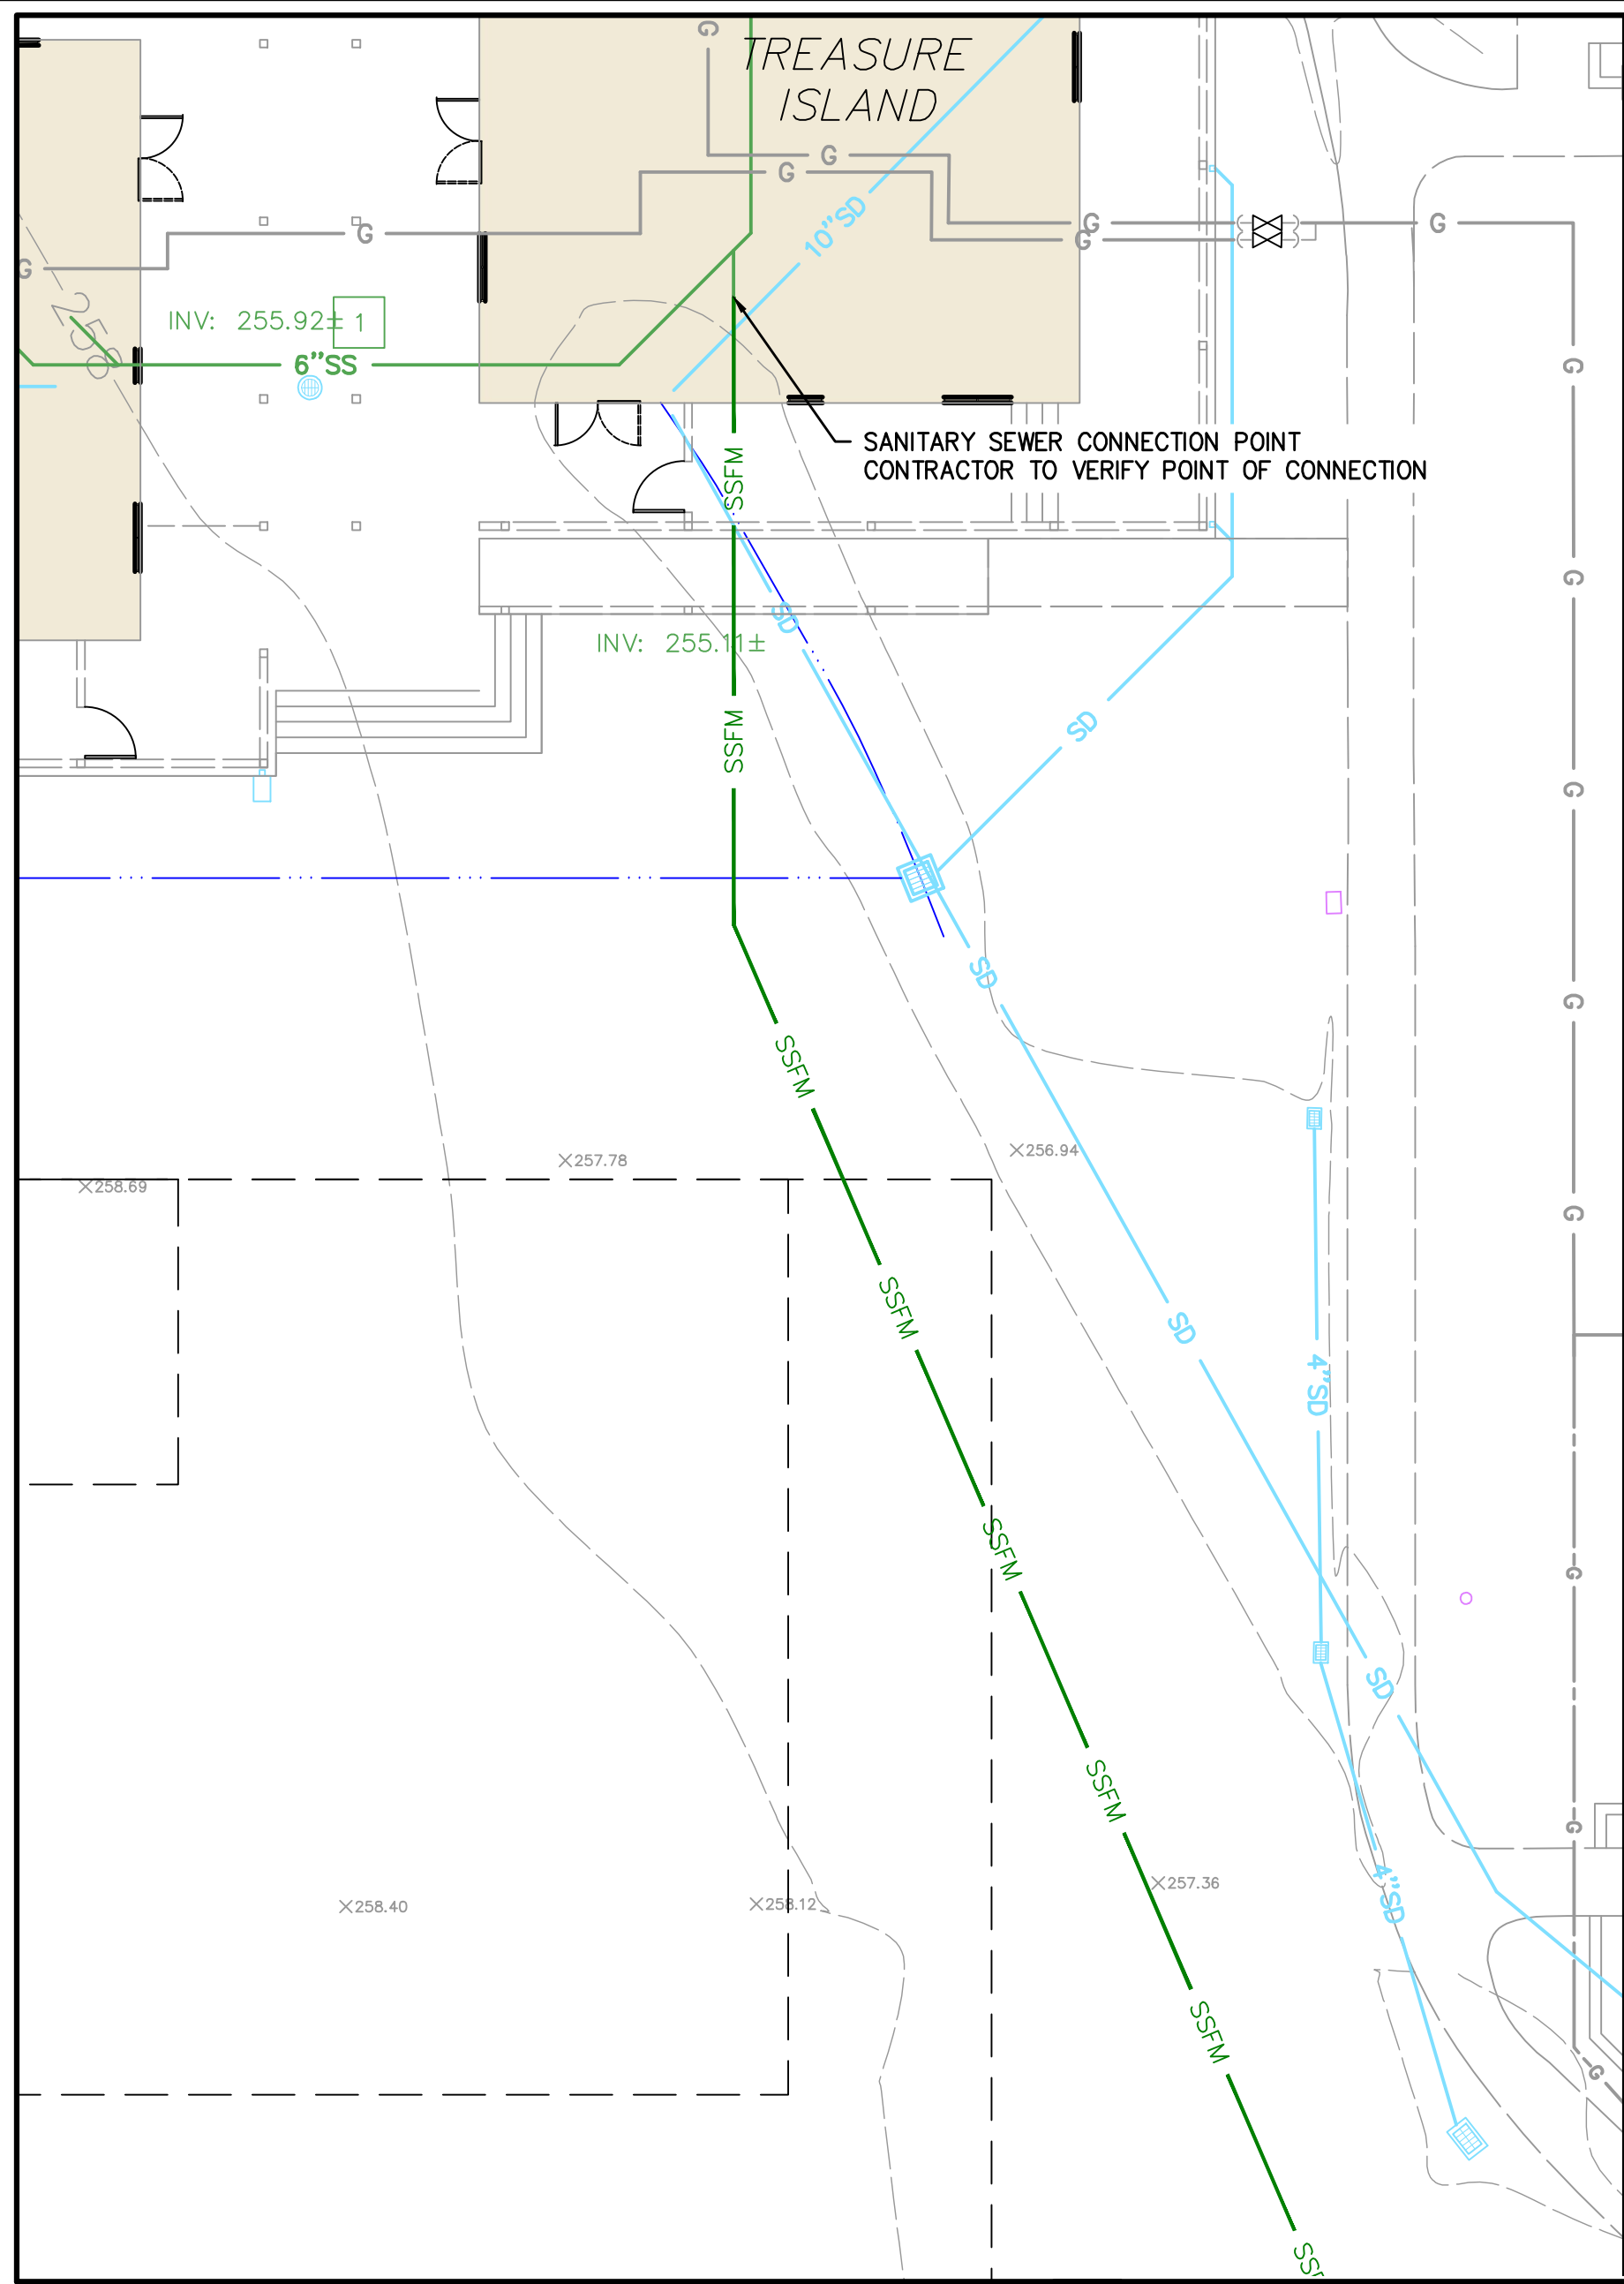 G
TREASURE
ISLAND
G
G
10"SD
G
G
G
G
G
258
INV: 255.92± 1
6"SS
G
SANITARY SEWER CONNECTION POINT
CONTRACTOR TO VERIFY POINT OF CONNECTION
SSFM
G
SD
INV: 255.11±
SD
SSFM
G
SD
G
SSFM
×256.94
×257.78
×258.69
G
SSFM
SD
4"SD
SSFM
G
SD
SSFM
G
×257.36
4"SD
×258.40
×258.12
SSFM
G